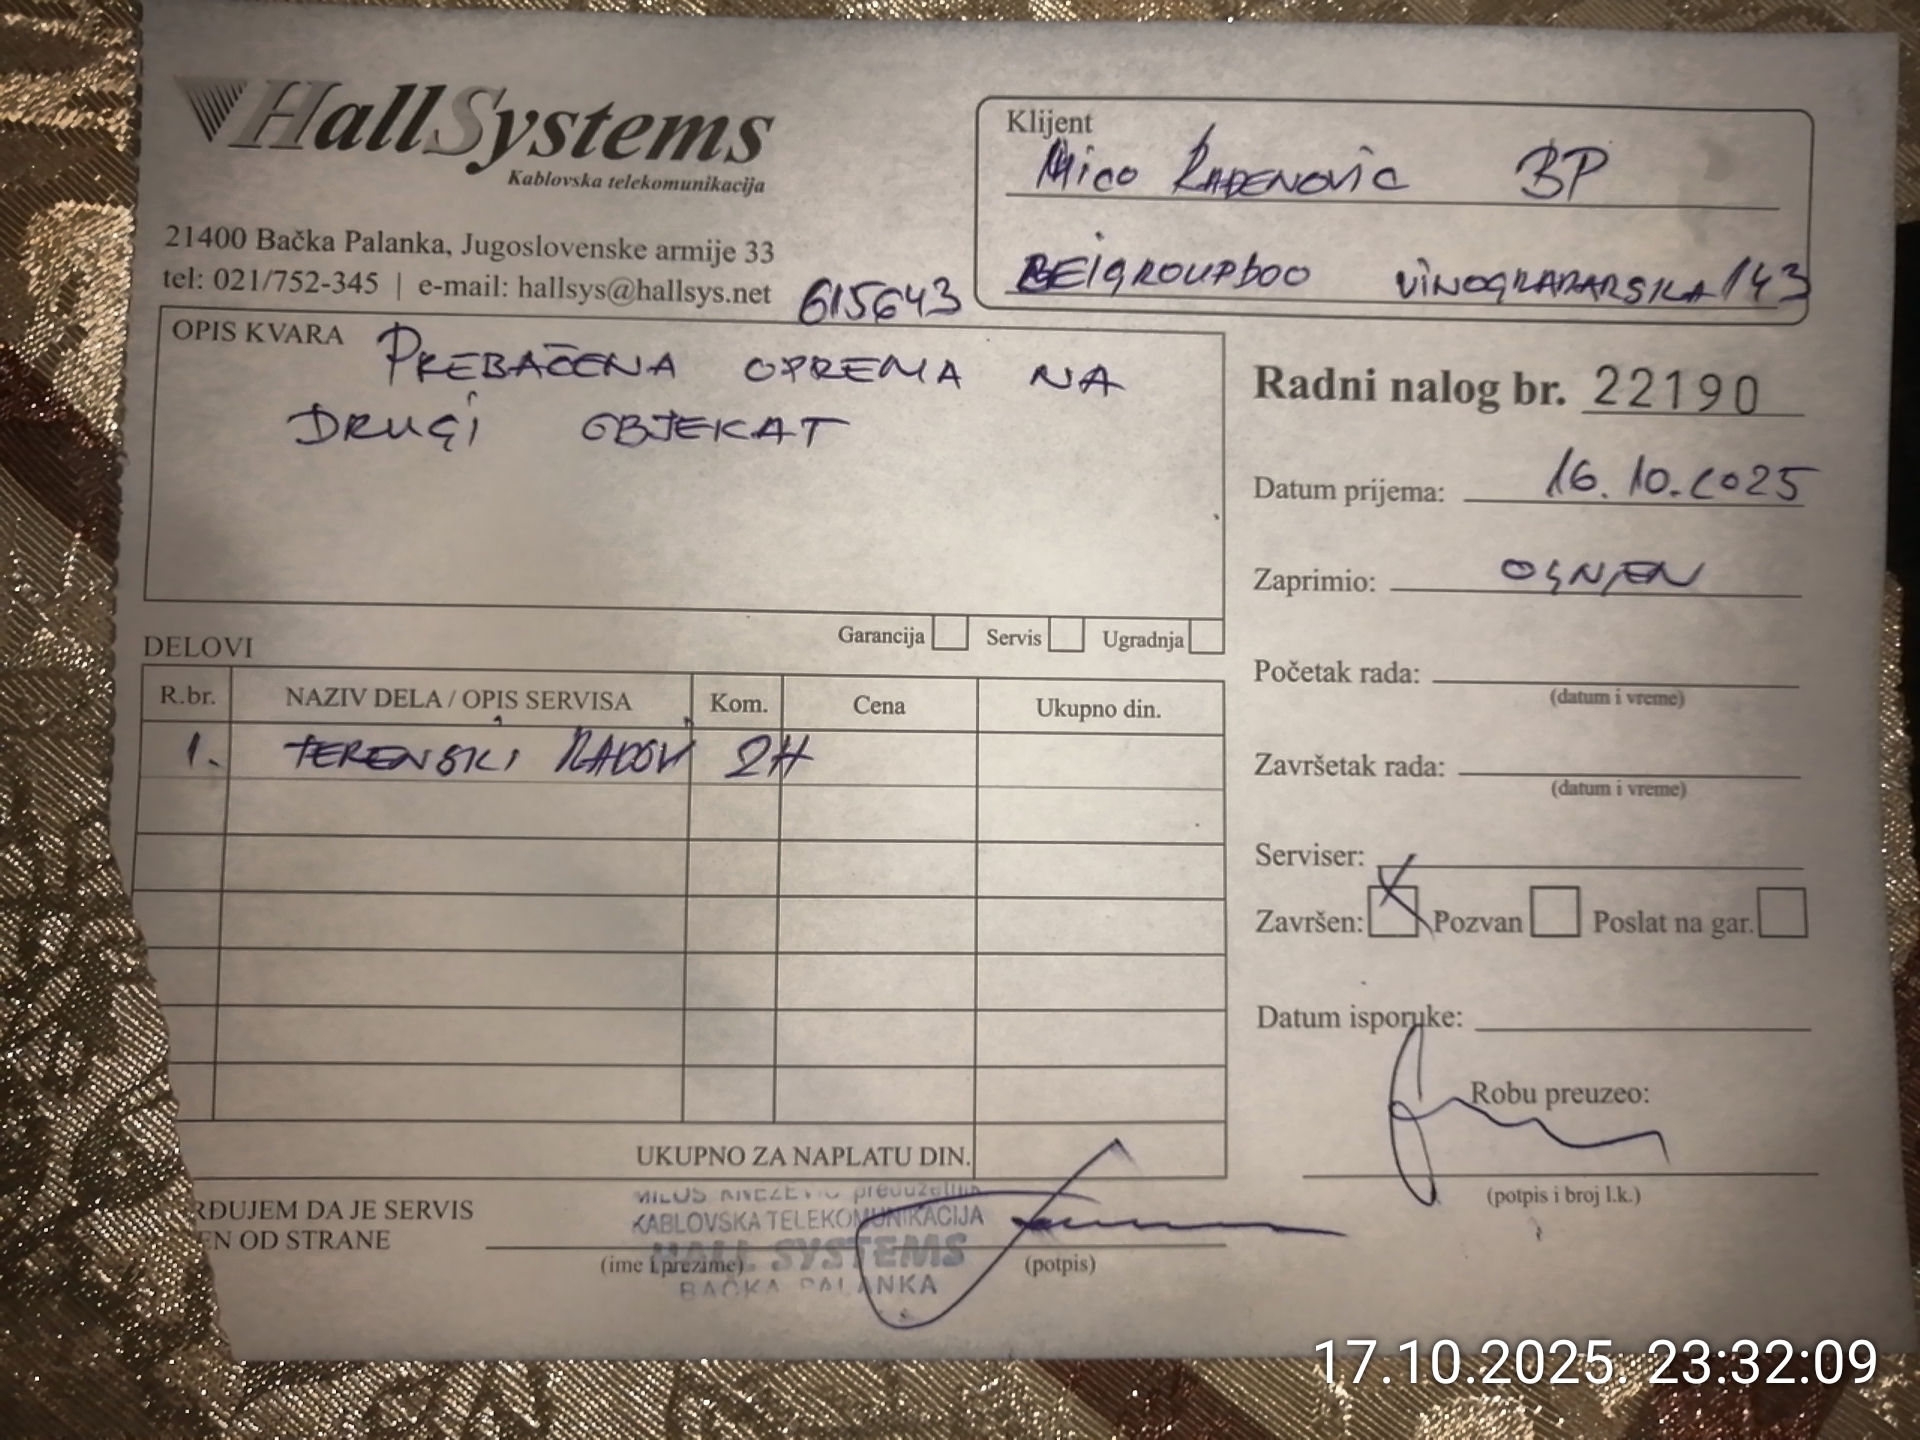 HallSystems
Kablovska telekomunikacija
21400 Bačka Palanka, Jugoslovenske armije 33
tel: 021/752-345 | e-mail: hallsys@hallsys.net
615643
Klijent
Mico RADENOVIC BP
BEIGROUPDOO VINOGRADARSKA 143
OPIS KVARA
PREBAČENA OPREMA NA
DRUGI OBJEKAT
Garancija Servis Ugradnja
Radni nalog br. 22190
Datum prijema: 16.10.2025
Zaprimio: OGNJEN
Početak rada:
(datum i vreme)
Završetak rada:
(datum i vreme)
Serviser:
Završen: Pozvan Poslat na gar.
Datum isporuke:
Robu preuzeo:
(potpis i broj l.k.)
DELOVI
R.br. NAZIV DELA / OPIS SERVISA Kom. Cena Ukupno din.
1. TERENSKI RADOVI 2H
UKUPNO ZA NAPLATU DIN.
RĐUJEM DA JE SERVIS
EN OD STRANE
(ime i prezime) (potpis)
MILOŠ KNEŽEVIĆ preduzetnik
KABLOVSKA TELEKOMUNIKACIJA
HALL SYSTEMS
BAČKA PALANKA
17.10.2025. 23:32:09